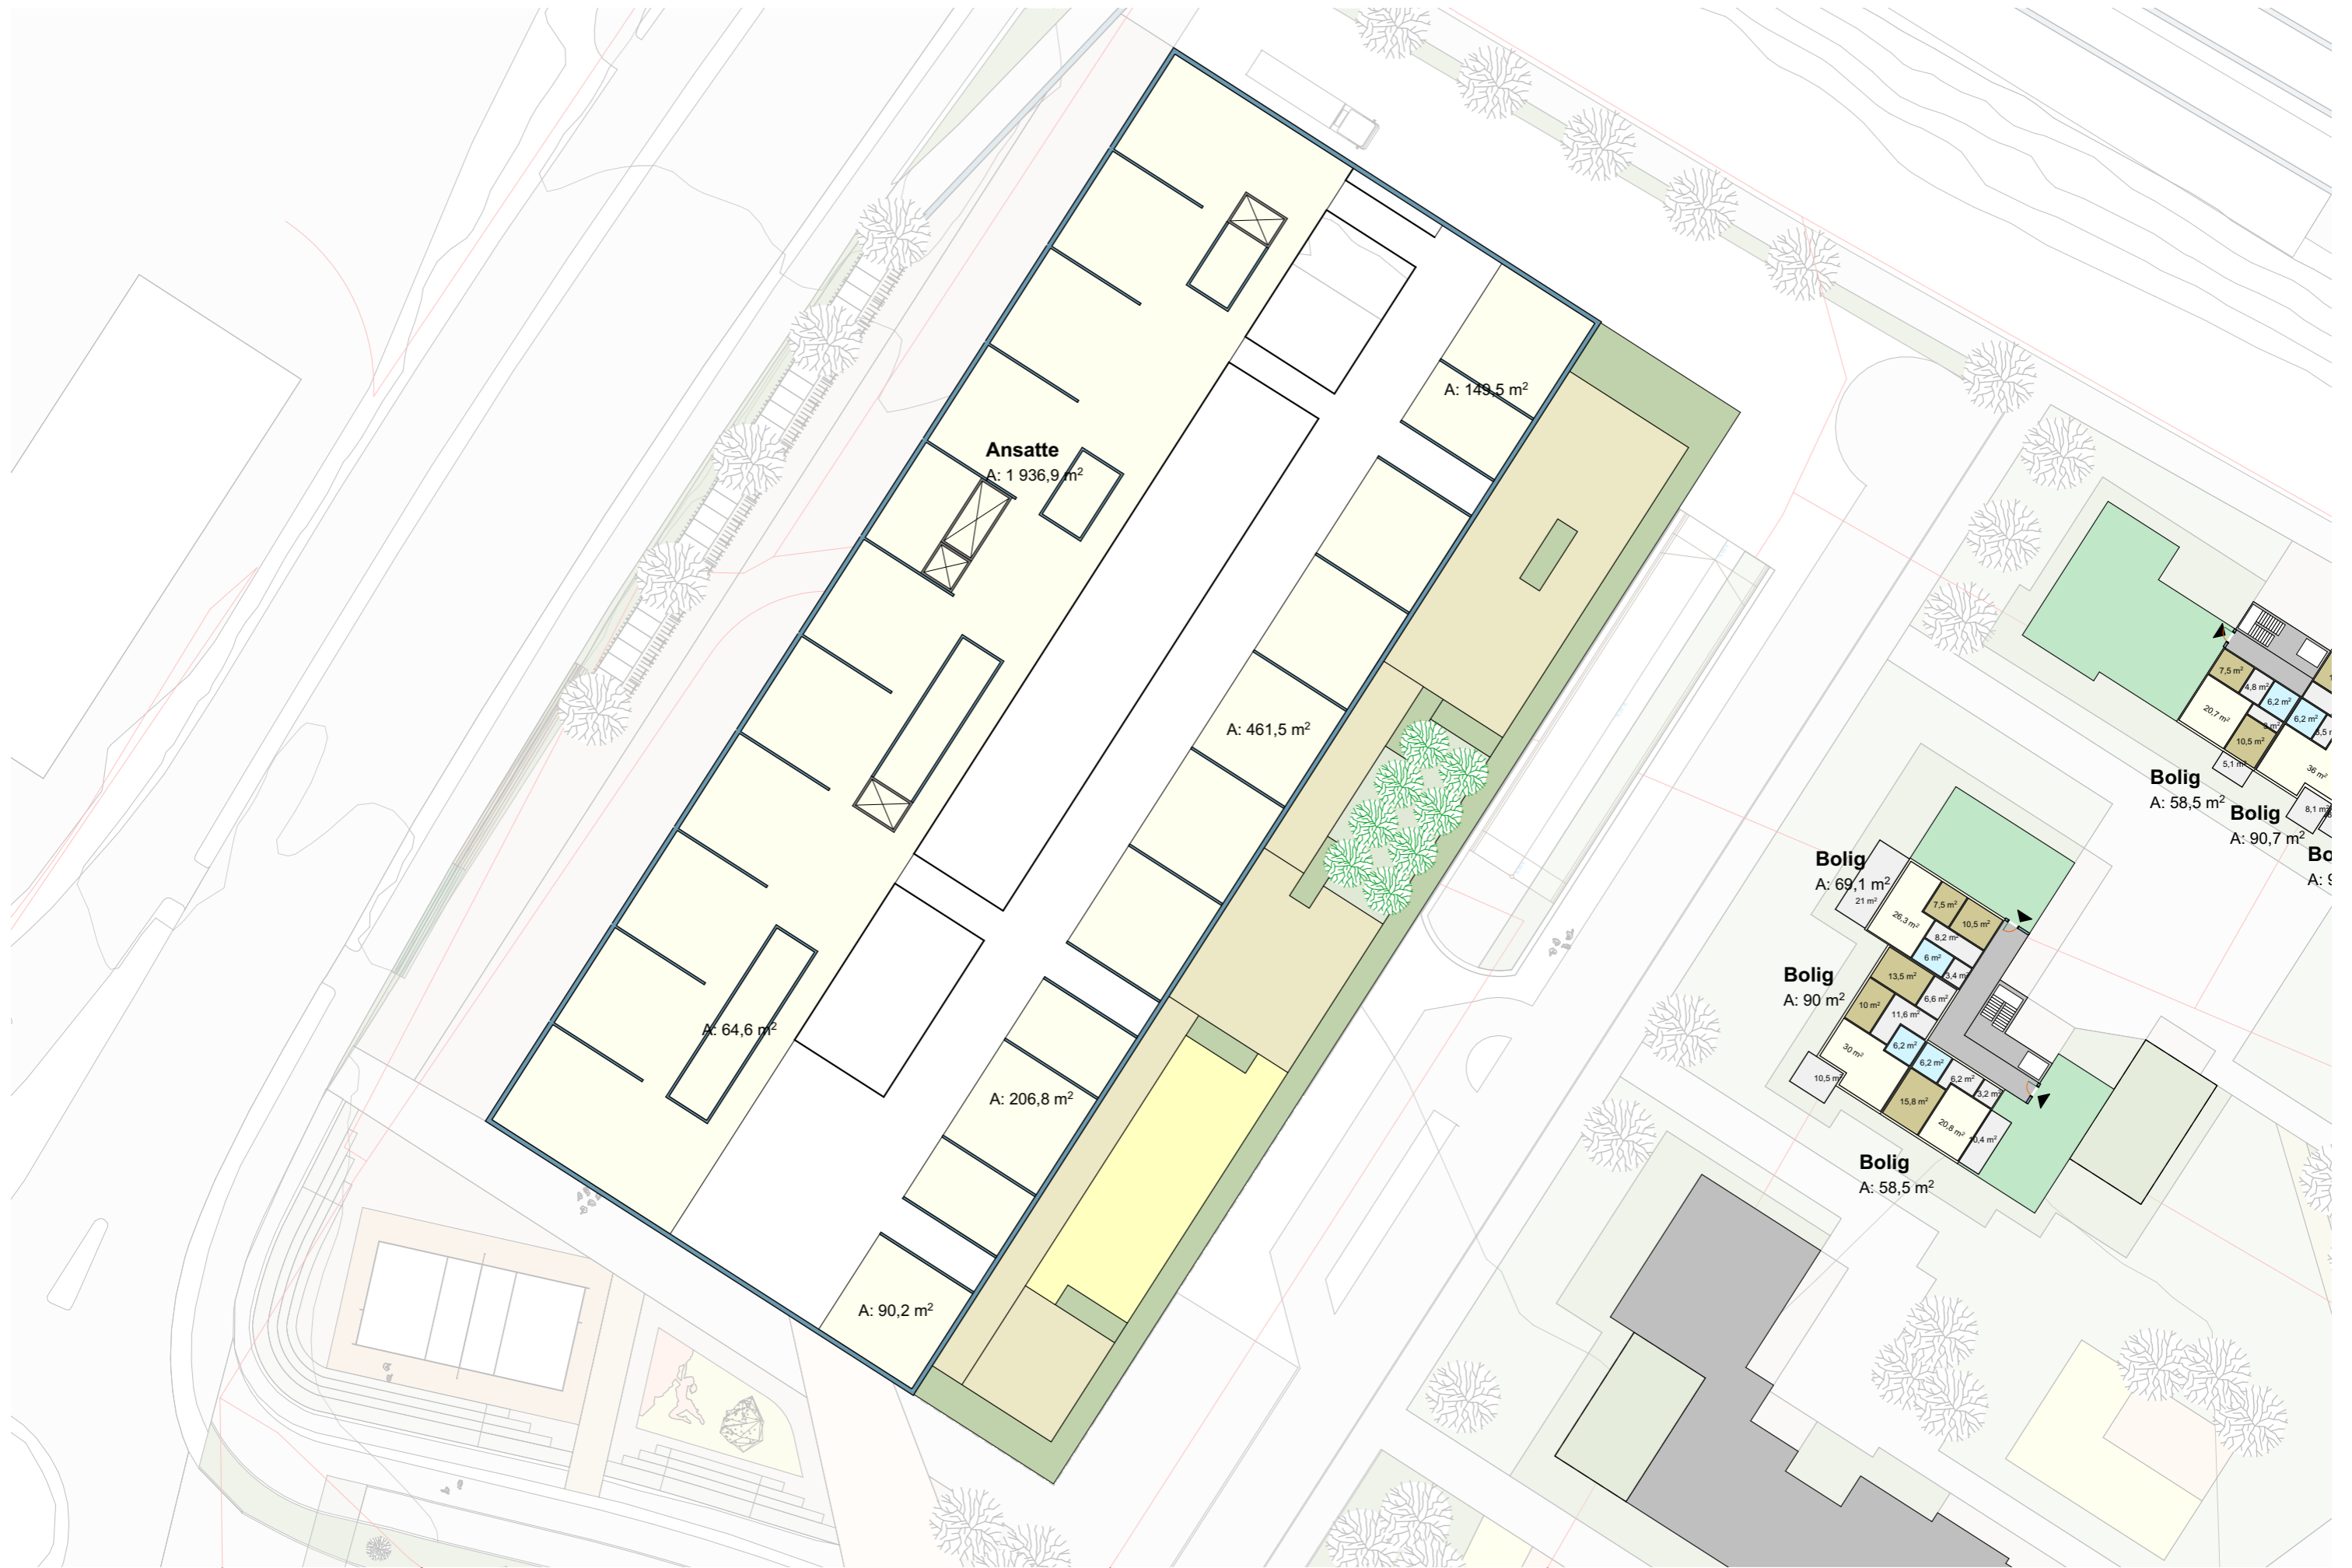 Ansatte
A: 1 936,9 m²
A: 149,5 m²
A: 461,5 m²
A: 64,6 m²
A: 206,8 m²
A: 90,2 m²
7,5 m²
4,8 m²
6,2 m²
6,2 m²
20,7 m²
10,5 m²
5,1 m²
36 m²
8,1 m²
Bolig
A: 58,5 m²
Bolig
A: 90,7 m²
Bolig
A: 69,1 m²
21 m²
26,3 m²
7,5 m²
10,5 m²
8,2 m²
6 m²
3,4 m²
Bolig
A: 90 m²
13,5 m²
10 m²
6,6 m²
11,6 m²
30 m²
6,2 m²
6,2 m²
6,2 m²
3,2 m²
10,5 m²
15,8 m²
20,8 m²
Bolig
A: 58,5 m²